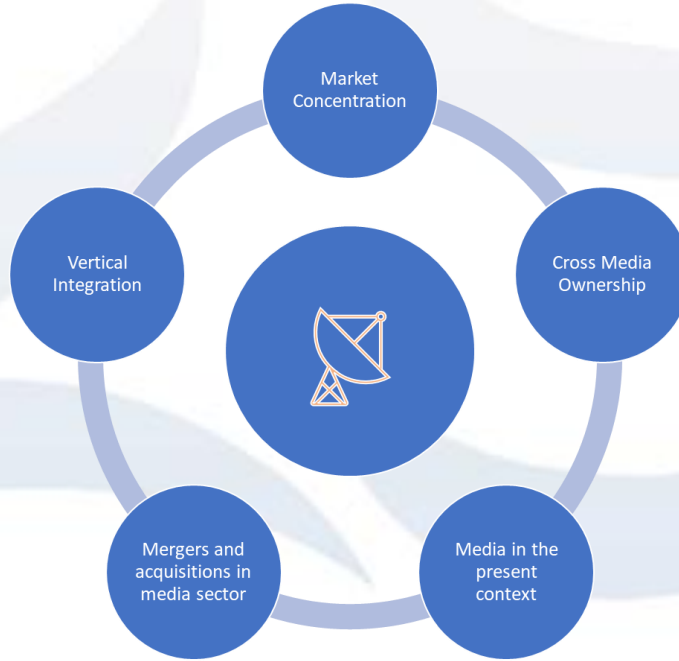 Market
Concentration
Cross Media
Ownership
Media in the
present
context
Mergers and
acquisitions in
media sector
Vertical
Integration